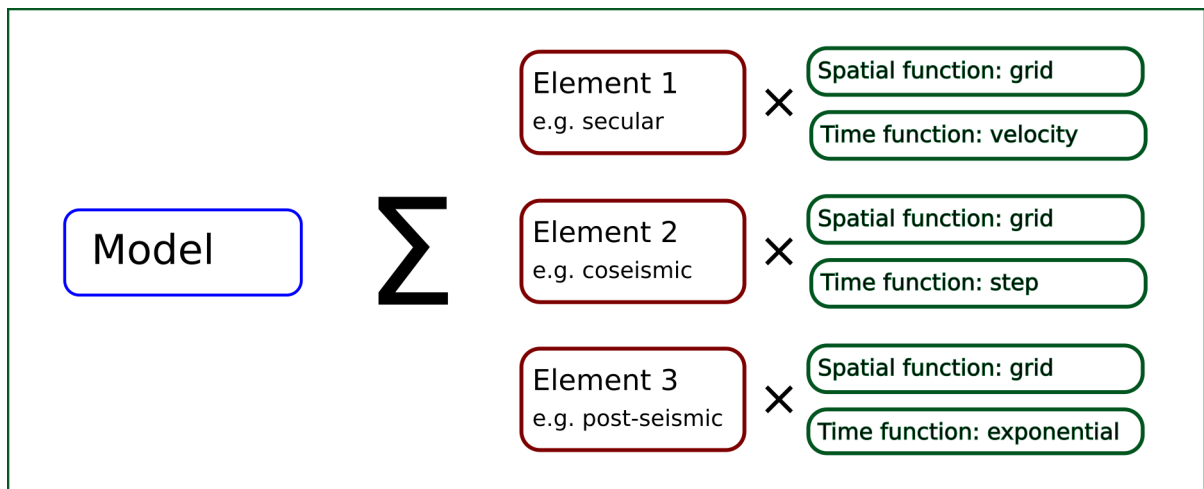 Model
Σ
Element 1
e.g. secular
×
Spatial function: grid
Time function: velocity
Element 2
e.g. coseismic
×
Spatial function: grid
Time function: step
Element 3
e.g. post-seismic
×
Spatial function: grid
Time function: exponential